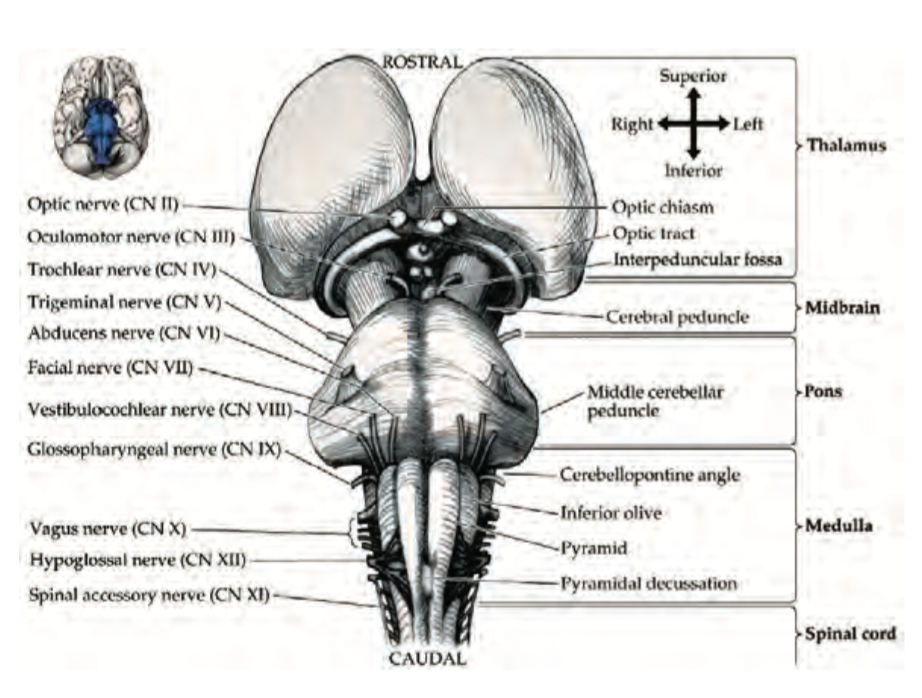 ROSTRAL
Superior
Right Left
Inferior
Thalamus
Optic nerve (CN II)
Oculomotor nerve (CN III)
Trochlear nerve (CN IV)
Trigeminal nerve (CN V)
Abducens nerve (CN VI)
Facial nerve (CN VII)
Vestibulocochlear nerve (CN VIII)
Glossopharyngeal nerve (CN IX)
Vagus nerve (CN X)
Hypoglossal nerve (CN XII)
Spinal accessory nerve (CN XI)
Optic chiasm
Optic tract
Interpeduncular fossa
Cerebral peduncle
Midbrain
Middle cerebellar
peduncle
Pons
Cerebellopontine angle
Inferior olive
Pyramid
Pyramidal decussation
Medulla
Spinal cord
CAUDAL